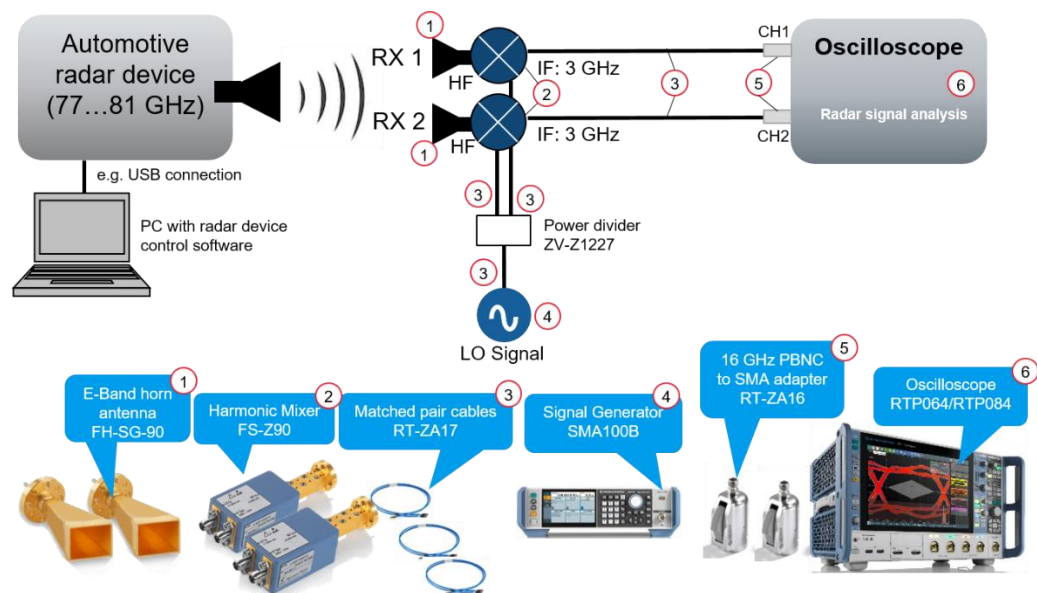 Automotive
radar device
(77...81 GHz)
e.g. USB connection
PC with radar device
control software
1
RX 1
HF
IF: 3 GHz
2
RX 2
1
HF
IF: 3 GHz
3
CH1
5
CH2
Oscilloscope
6
Radar signal analysis
3
3
Power divider
ZV-Z1227
3
4
LO Signal
1
E-Band horn
antenna
FH-SG-90
2
Harmonic Mixer
FS-Z90
3
Matched pair cables
RT-ZA17
4
Signal Generator
SMA100B
5
16 GHz PBNC
to SMA adapter
RT-ZA16
6
Oscilloscope
RTP064/RTP084